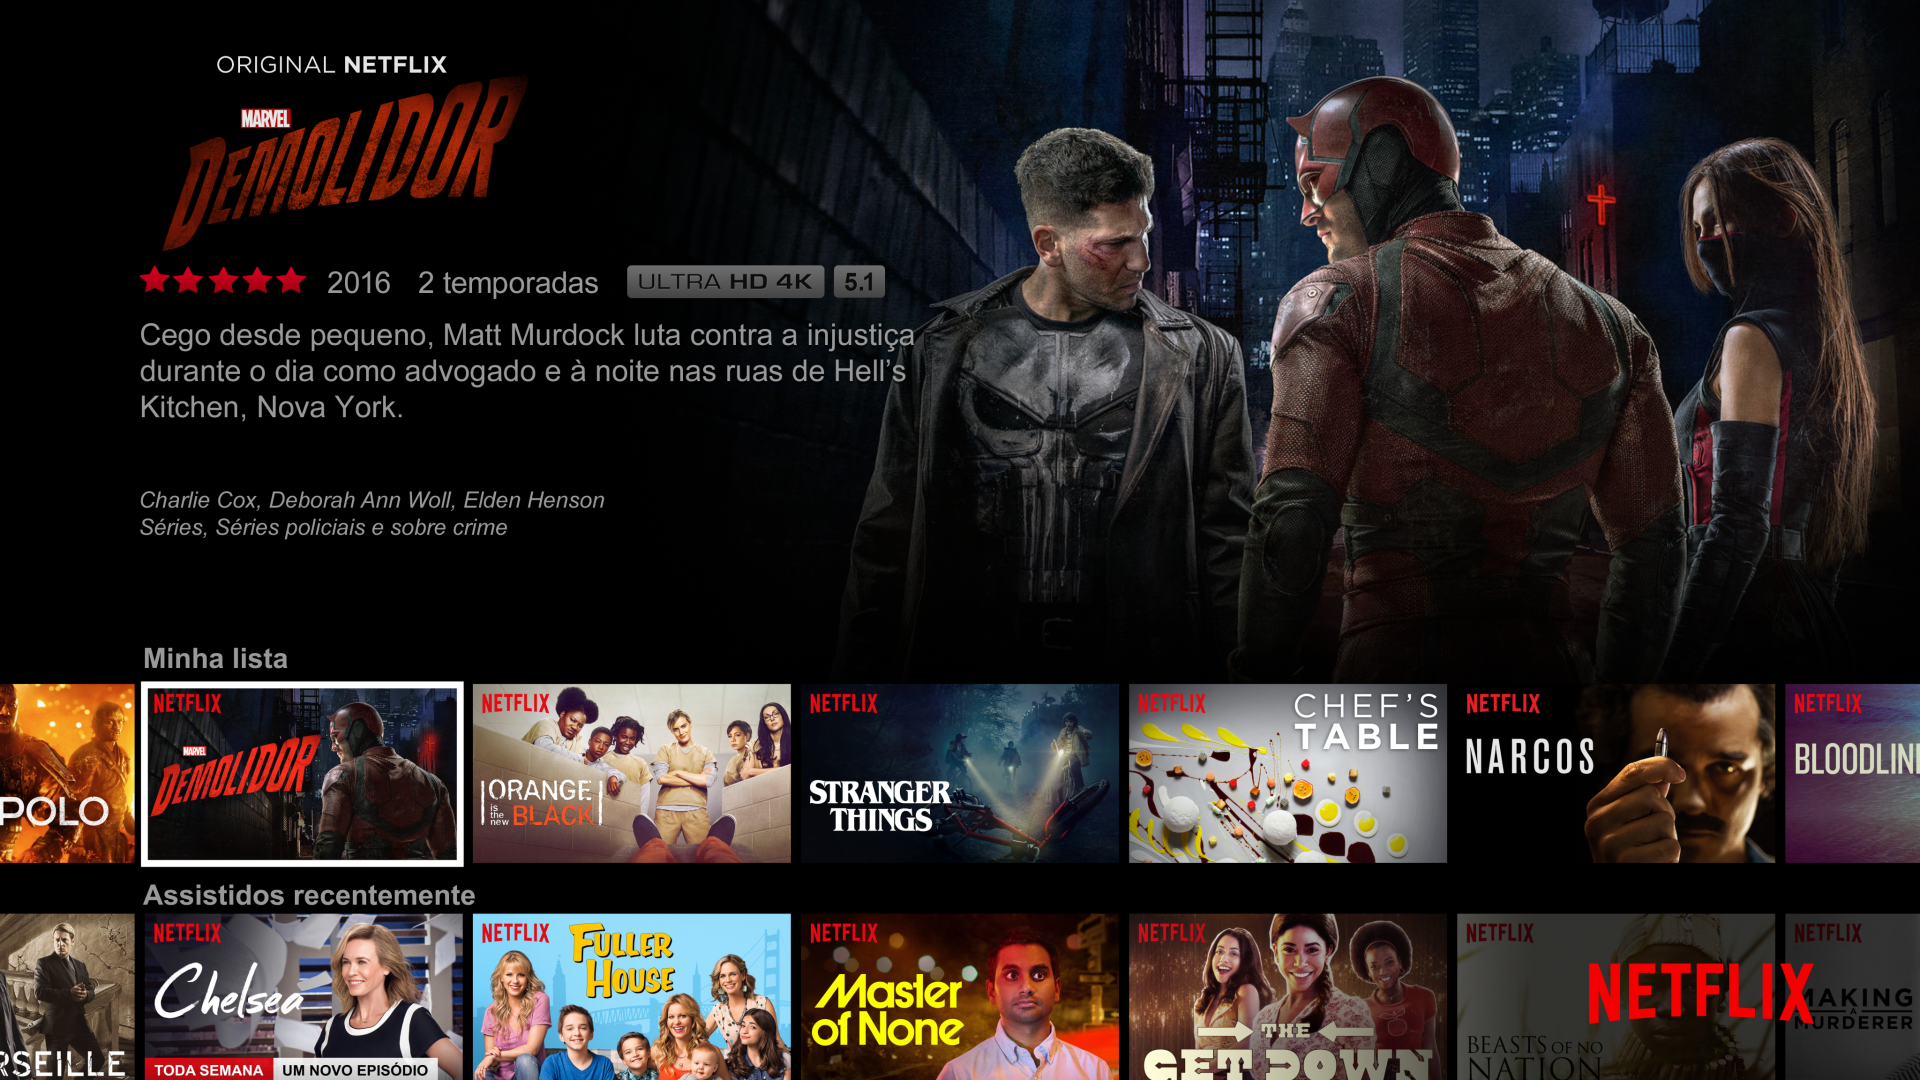 ORIGINAL NETFLIX
MARVEL
DEMOLIDOR
2016 2 temporadas ULTRA HD 4K 5.1
Cego desde pequeno, Matt Murdock luta contra a injustiça
durante o dia como advogado e à noite nas ruas de Hell’s
Kitchen, Nova York.
Charlie Cox, Deborah Ann Woll, Elden Henson
Séries, Séries policiais e sobre crime
Minha lista
POLO
NETFLIX
MARVEL
DEMOLIDOR
NETFLIX
ORANGE
is
the
new BLACK
NETFLIX
STRANGER
THINGS
NETFLIX
CHEF'S
TABLE
NETFLIX
NARCOS
NETFLIX
BLOODLIN
Assistidos recentemente
RSEILLE
NETFLIX
Chelsea
TODA SEMANA UM NOVO EPISÓDIO
NETFLIX
FULLER
HOUSE
NETFLIX
Master
of None
NETFLIX
THE
GET DOWN
NETFLIX
BEASTS OF NO
NATION
NETFLIX
MAKING
A
MURDERER
NETFLIX